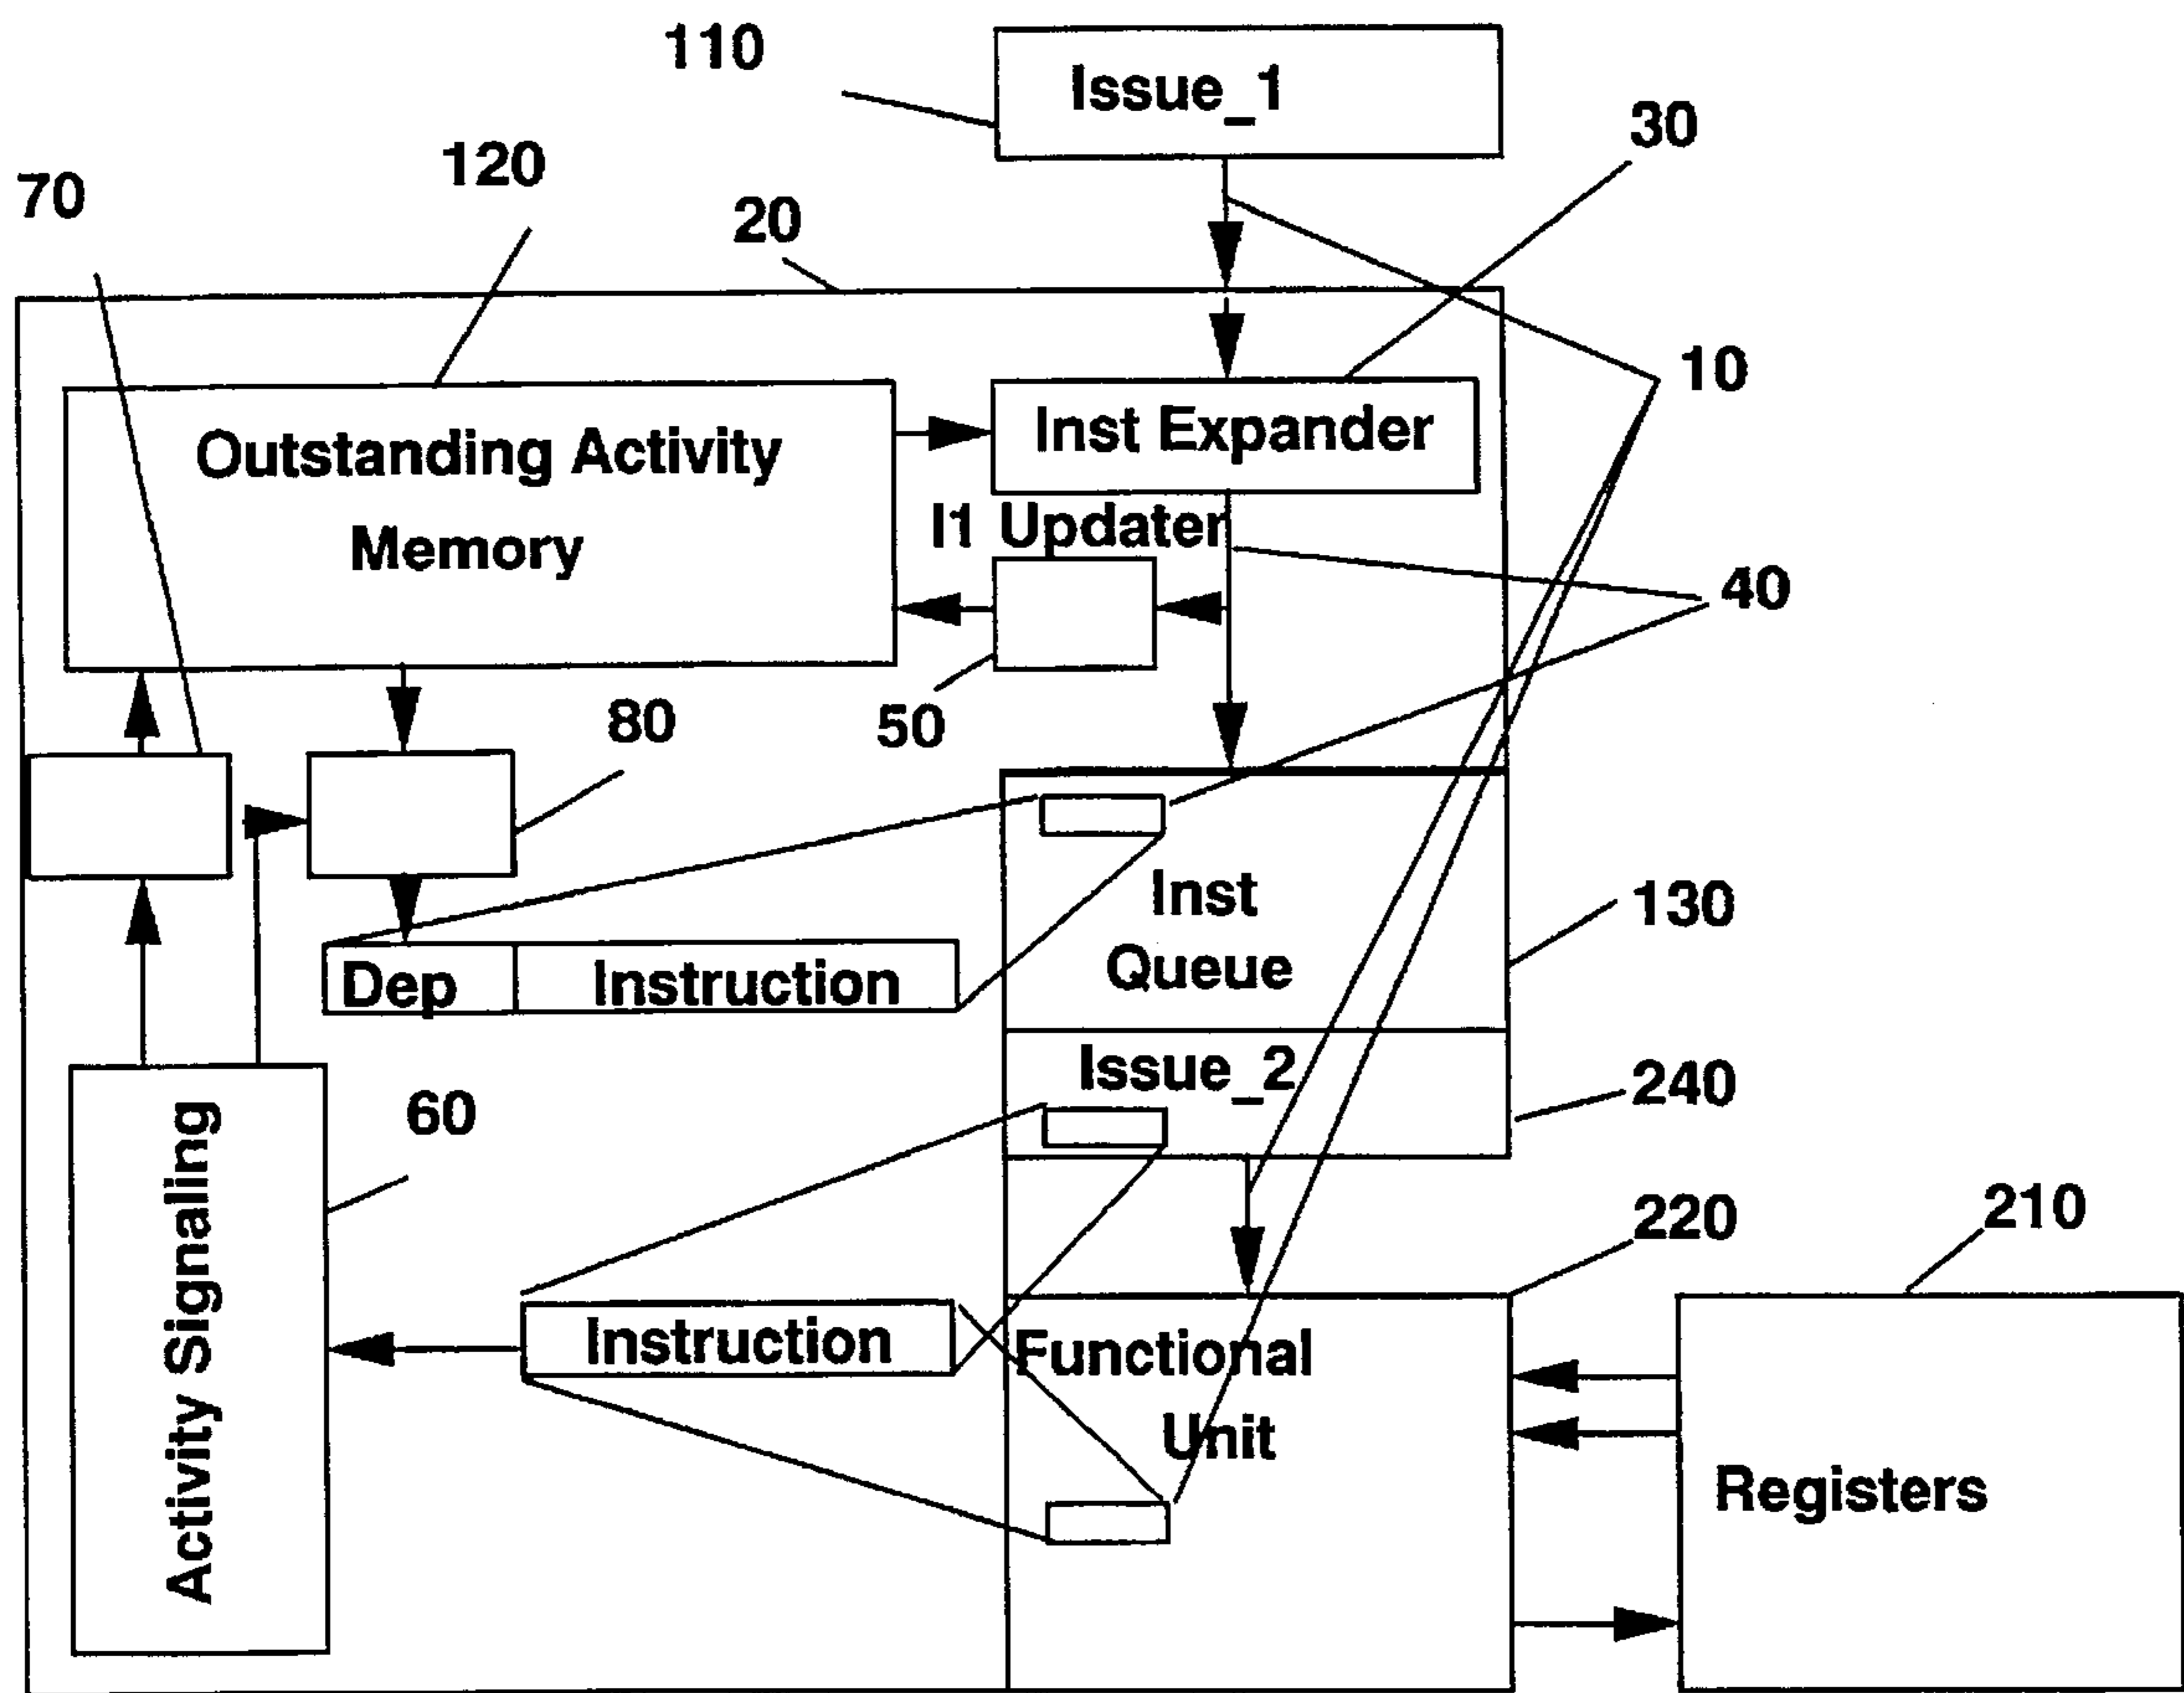 110
Issue_1
30
120
70
20
10
Outstanding Activity
Memory
Inst Expander
I1 Updater
40
50
80
Inst
Queue
130
Dep
Instruction
Issue_2
240
60
Activity Signaling
220
210
Instruction
Functional
Unit
Registers